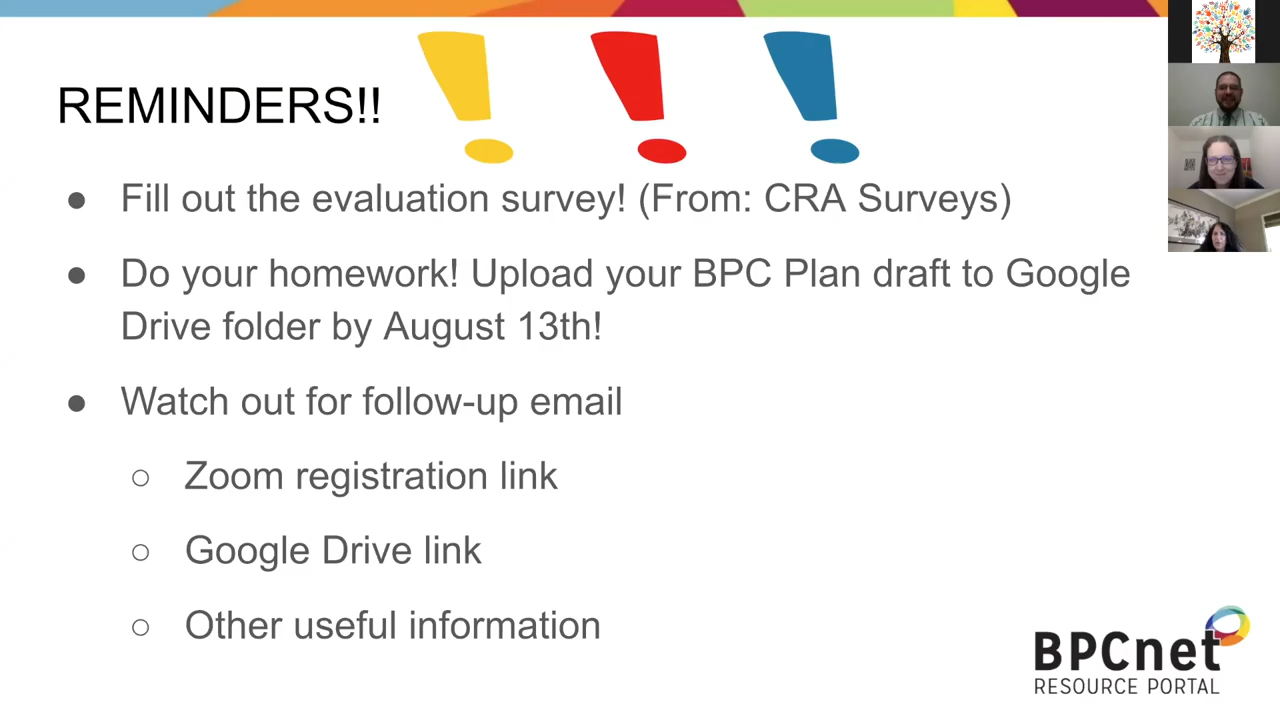 REMINDERS!!
● Fill out the evaluation survey! (From: CRA Surveys)
● Do your homework! Upload your BPC Plan draft to Google
Drive folder by August 13th!
● Watch out for follow-up email
○ Zoom registration link
○ Google Drive link
○ Other useful information
BPCnet
RESOURCE PORTAL